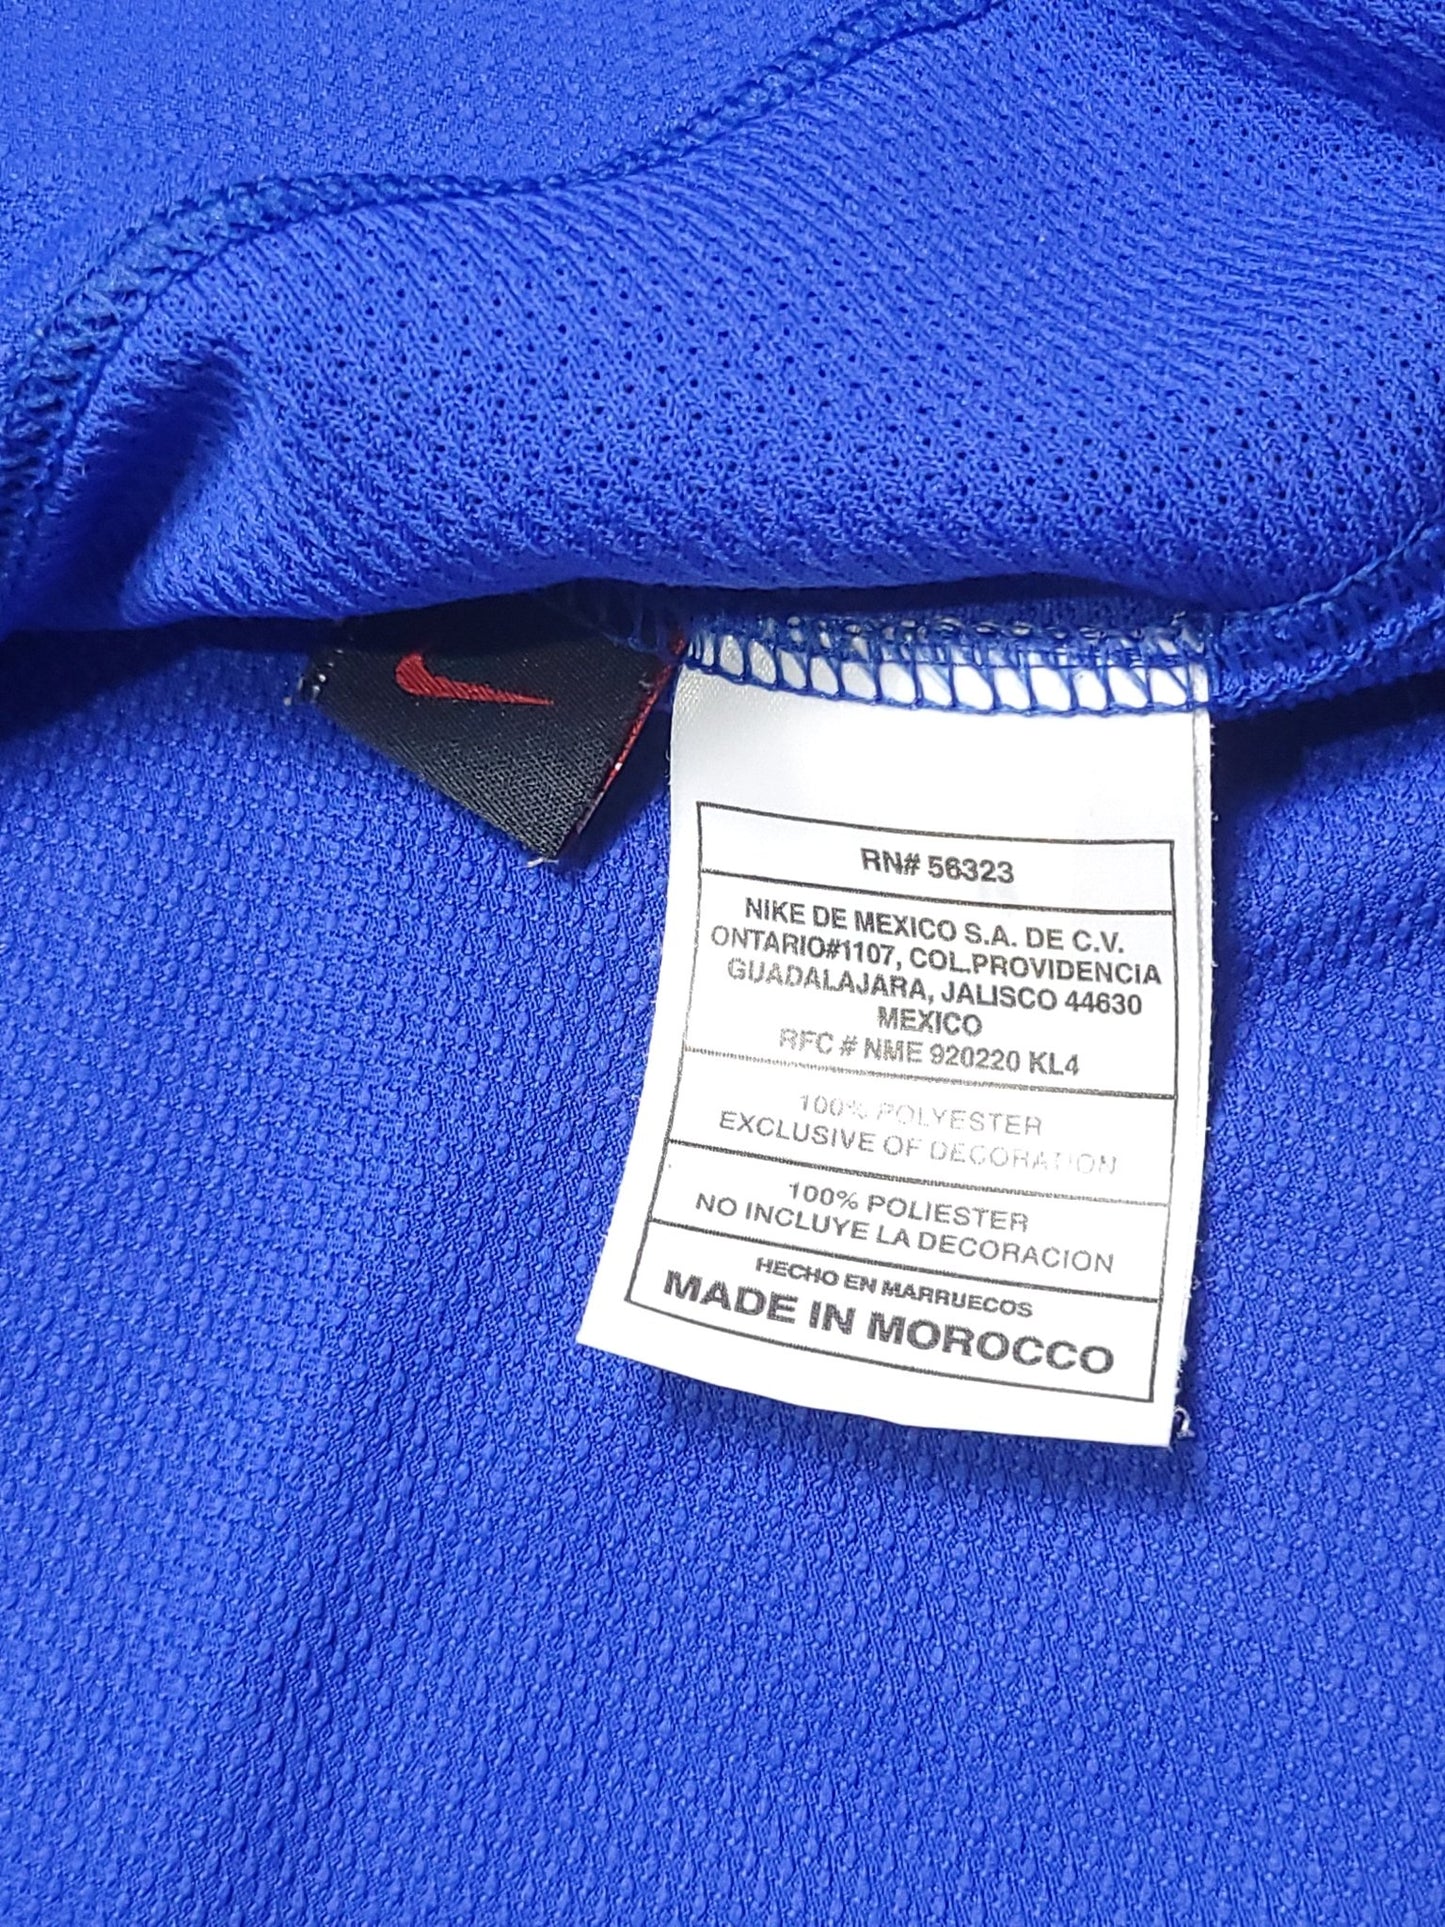 RN# 56323
NIKE DE MEXICO S.A. DE C.V.
ONTARIO#1107, COL.PROVIDENCIA
GUADALAJARA, JALISCO 44630
MEXICO
RFC # NME 920220 KL4
100% POLYESTER
EXCLUSIVE OF DECORATION
100% POLIESTER
NO INCLUYE LA DECORACION
HECHO EN MARRUECOS
MADE IN MOROCCO